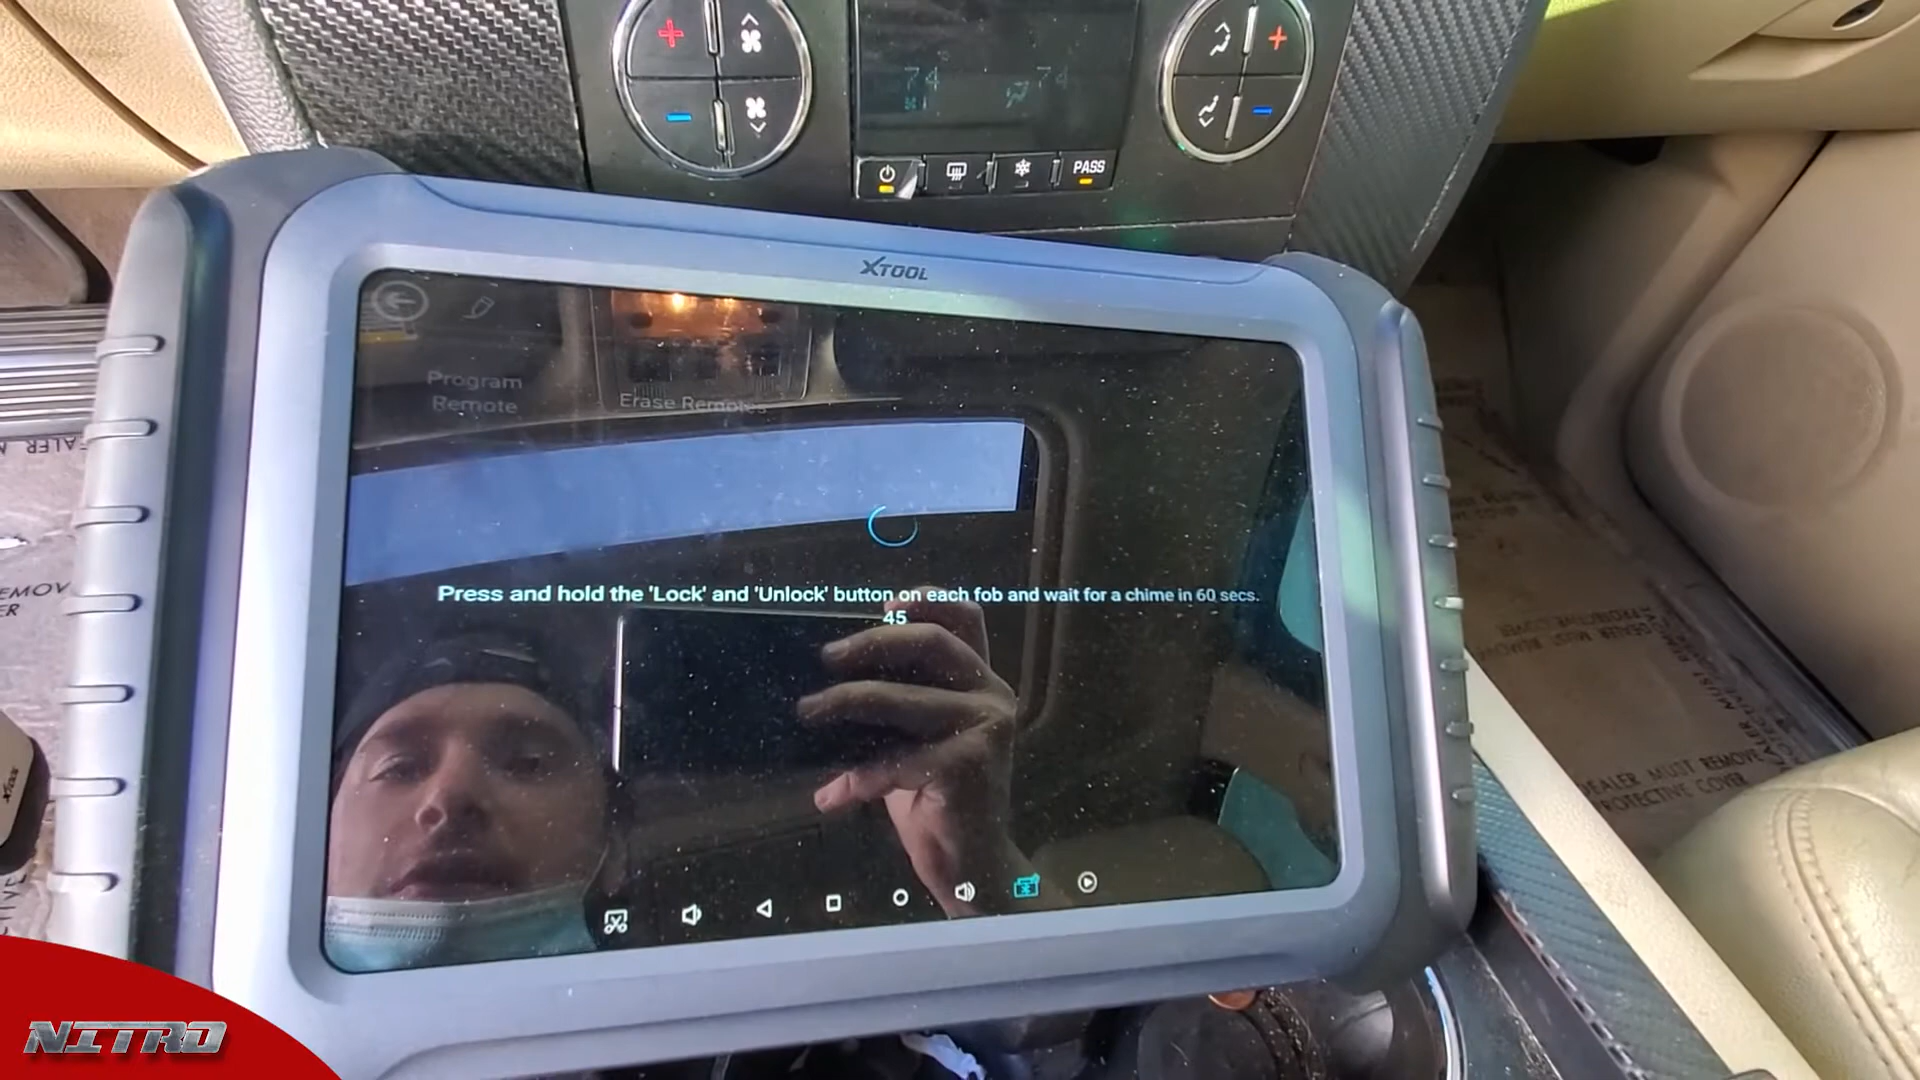 74 74
PASS
XTOOL
Program
Remote
Erase Remotes
Press and hold the 'Lock' and 'Unlock' button on each fob and wait for a chime in 60 secs.
45
DEALER MUST REMOVE
PROTECTIVE COVER
XTOOL
NITRO